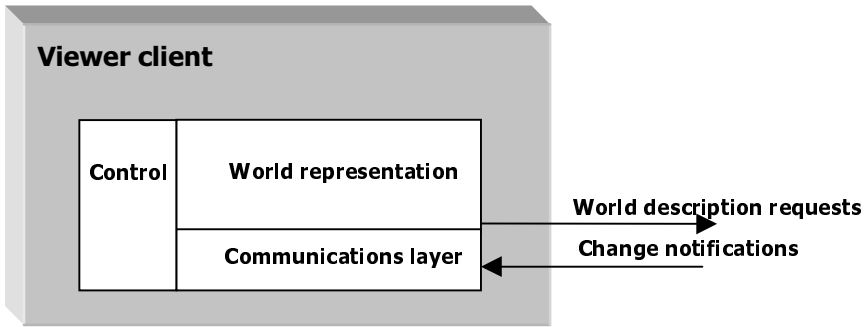 Viewer client
Control
World representation
World description requests
Communications layer
Change notifications